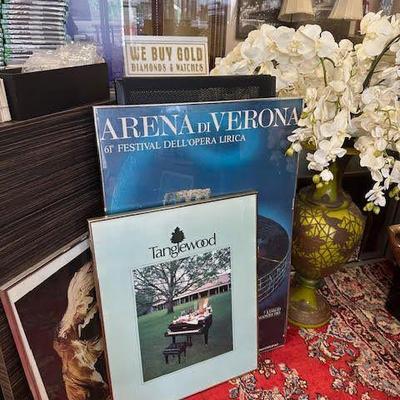 WE BUY GOLD
DIAMONDS & WATCHES
ARENA DI VERONA
61° FESTIVAL DELL'OPERA LIRICA
Tanglewood